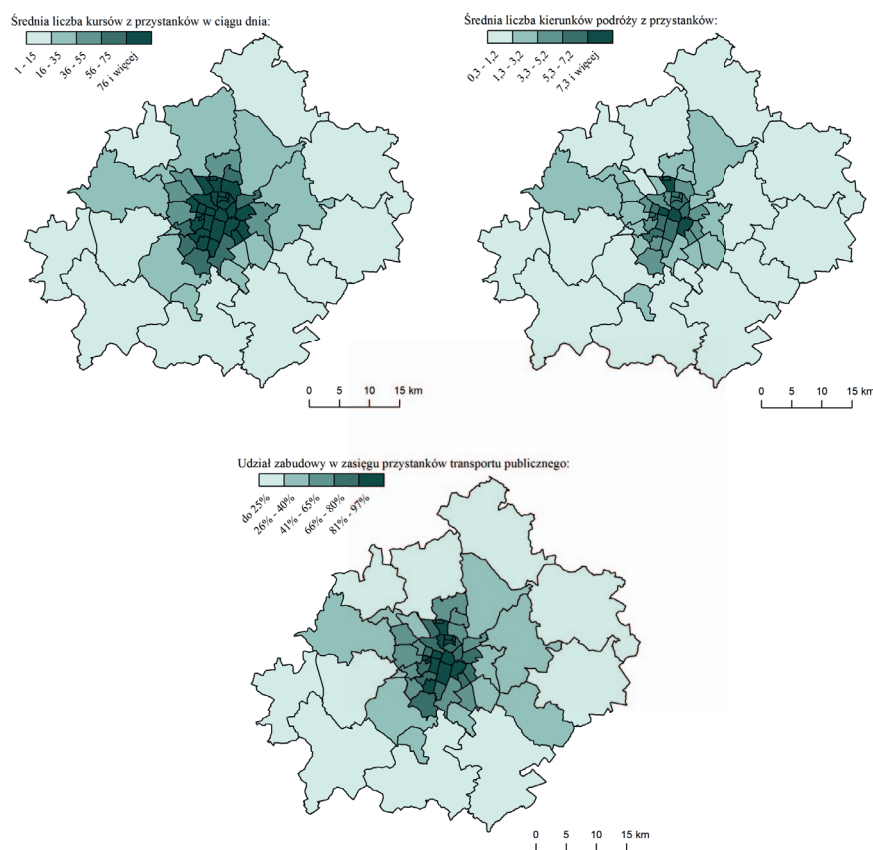 Średnia liczba kursów z przystanków w ciągu dnia:
1 - 15
16 - 35
36 - 55
56 - 75
76 i więcej
0 5 10 15 km
Średnia liczba kierunków podróży z przystanków:
0,3 - 1,2
1,3 - 3,2
3,3 - 5,2
5,3 - 7,2
7,3 i więcej
0 5 10 15 km
Udział zabudowy w zasięgu przystanków transportu publicznego:
do 25%
26% - 40%
41% - 65%
66% - 80%
81% - 97%
0 5 10 15 km